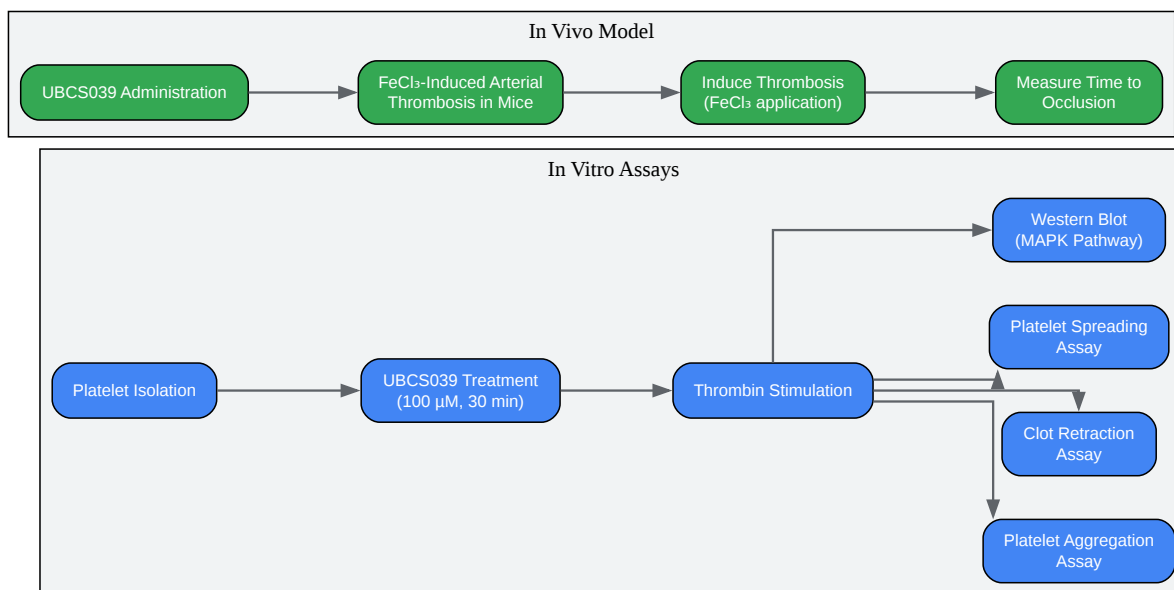 In Vivo Model
UBCS039 Administration
FeCl₃-Induced Arterial
Thrombosis in Mice
Induce Thrombosis
(FeCl₃ application)
Measure Time to
Occlusion
In Vitro Assays
Platelet Isolation
UBCS039 Treatment
(100 µM, 30 min)
Thrombin Stimulation
Western Blot
(MAPK Pathway)
Platelet Spreading
Assay
Clot Retraction
Assay
Platelet Aggregation
Assay